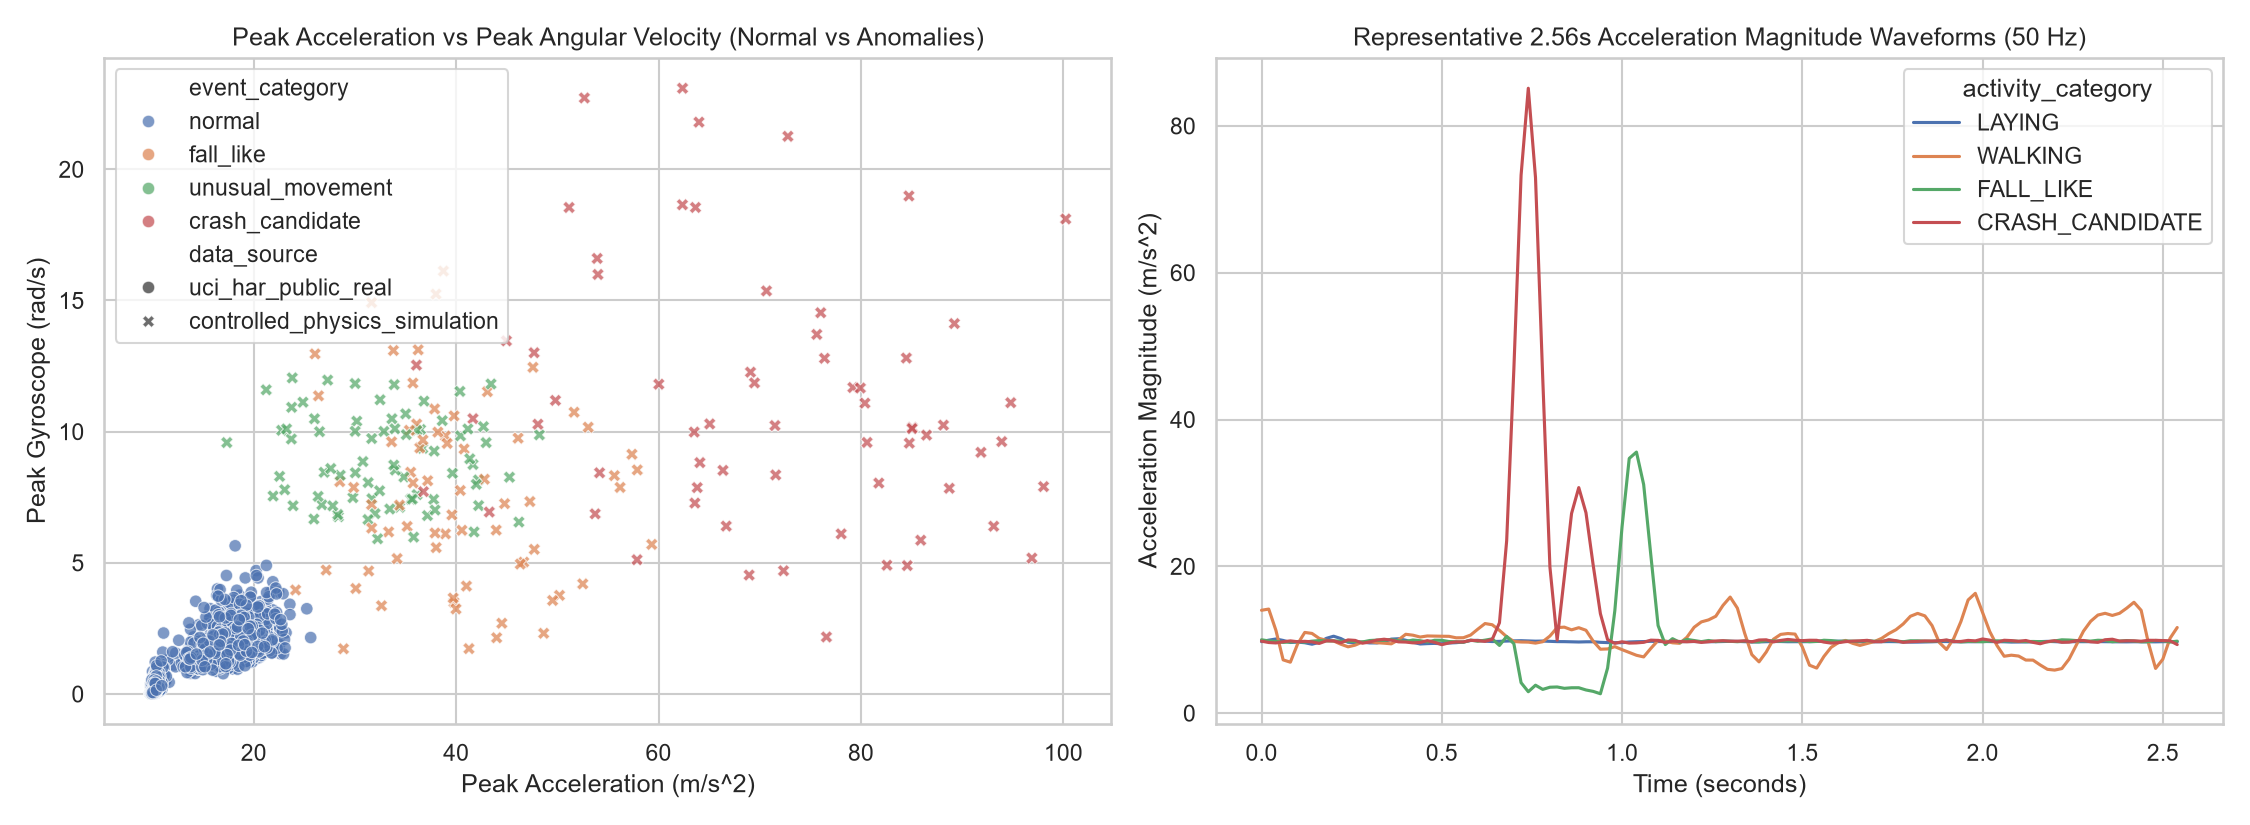 Peak Acceleration vs Peak Angular Velocity (Normal vs Anomalies)
event_category
normal
fall_like
unusual_movement
crash_candidate
data_source
uci_har_public_real
controlled_physics_simulation
20
15
10
5
0
Peak Gyroscope (rad/s)
20
40
60
80
100
Peak Acceleration (m/s^2)
Representative 2.56s Acceleration Magnitude Waveforms (50 Hz)
activity_category
LAYING
WALKING
FALL_LIKE
CRASH_CANDIDATE
80
60
40
20
0
Acceleration Magnitude (m/s^2)
0.0
0.5
1.0
1.5
2.0
2.5
Time (seconds)